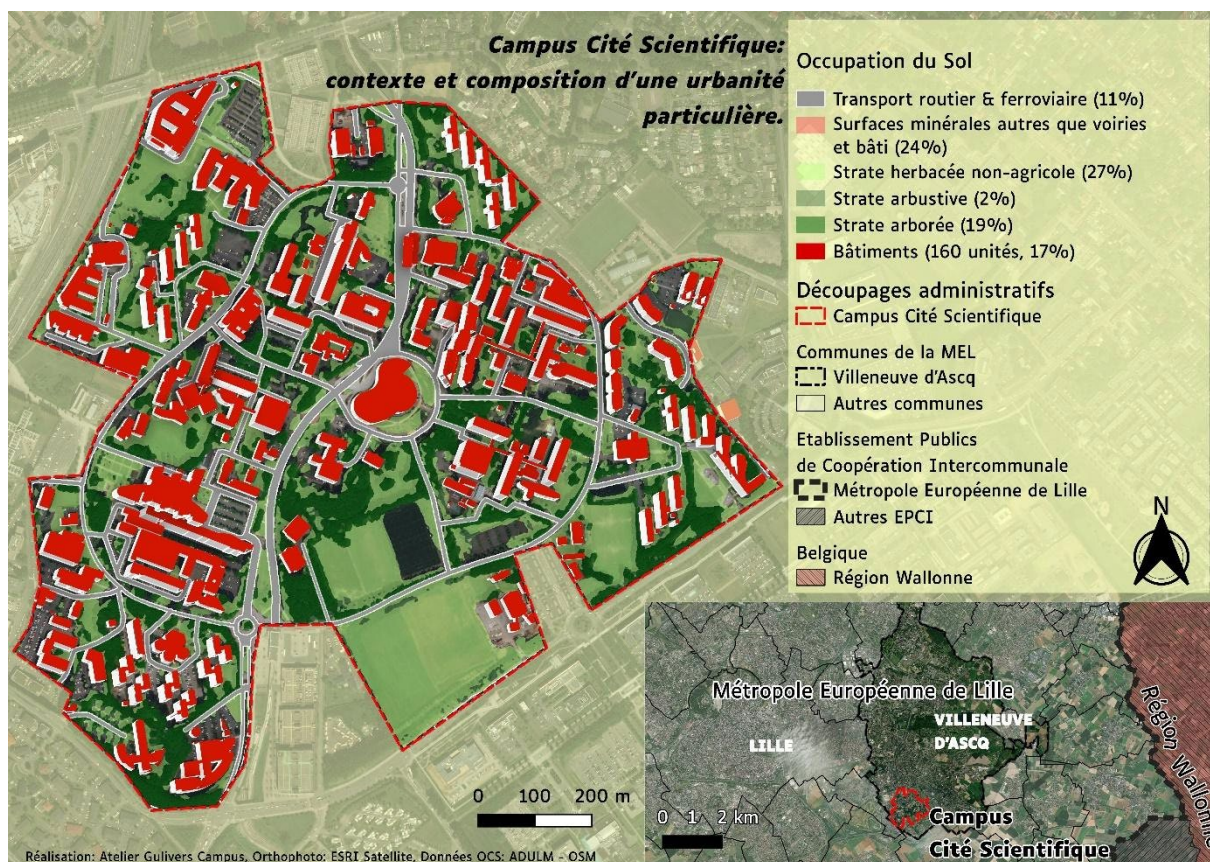 Campus Cité Scientifique:
contexte et composition d'une urbanité
particulière.
Occupation du Sol
Transport routier & ferroviaire (11%)
Surfaces minérales autres que voiries
et bâti (24%)
Strate herbacée non-agricole (27%)
Strate arbustive (2%)
Strate arborée (19%)
Bâtiments (160 unités, 17%)
Découpages administratifs
Campus Cité Scientifique
Communes de la MEL
Villeneuve d'Ascq
Autres communes
Etablissement Publics
de Coopération Intercommunale
Métropole Européenne de Lille
Autres EPCI
Belgique
Région Wallonne
N
Métropole Européenne de Lille
LILLE
VILLENEUVE
D'ASCQ
Région Wallonne
0 1 2 km
Campus
Cité Scientifique
0 100 200 m
Réalisation: Atelier Gulivers Campus, Orthophoto: ESRI Satellite, Données OCS: ADULM - OSM